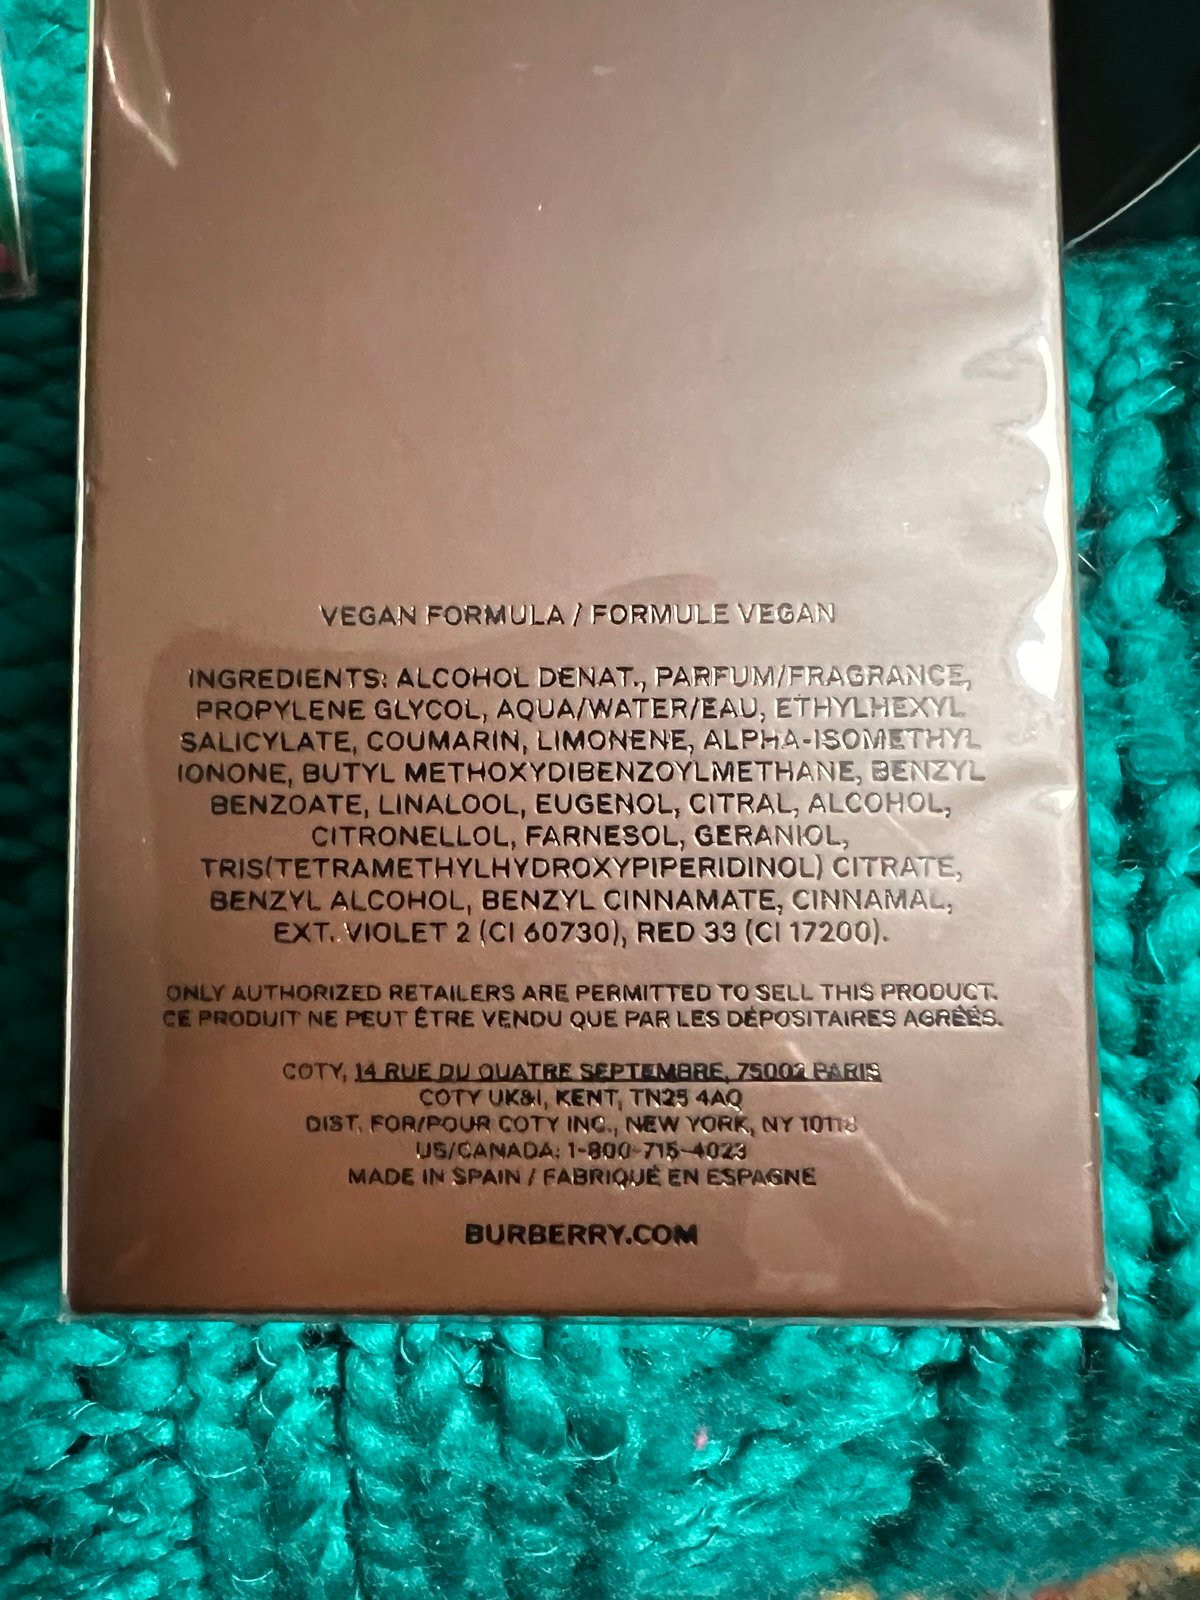 VEGAN FORMULA / FORMULE VEGAN
INGREDIENTS: ALCOHOL DENAT., PARFUM/FRAGRANCE,
PROPYLENE GLYCOL, AQUA/WATER/EAU, ETHYLHEXYL
SALICYLATE, COUMARIN, LIMONENE, ALPHA-ISOMETHYL
IONONE, BUTYL METHOXYDIBENZOYLMETHANE, BENZYL
BENZOATE, LINALOOL, EUGENOL, CITRAL, ALCOHOL,
CITRONELLOL, FARNESOL, GERANIOL,
TRIS(TETRAMETHYLHYDROXYPIPERIDINOL) CITRATE,
BENZYL ALCOHOL, BENZYL CINNAMATE, CINNAMAL,
EXT. VIOLET 2 (CI 60730), RED 33 (CI 17200).
ONLY AUTHORIZED RETAILERS ARE PERMITTED TO SELL THIS PRODUCT.
CE PRODUIT NE PEUT ÊTRE VENDU QUE PAR LES DÉPOSITAIRES AGRÉÉS.
COTY, 14 RUE DU QUATRE SEPTEMBRE, 75002 PARIS
COTY UK&I, KENT, TN25 4AQ
DIST. FOR/POUR COTY INC., NEW YORK, NY 10118
US/CANADA: 1-800-715-4023
MADE IN SPAIN / FABRIQUÉ EN ESPAGNE
BURBERRY.COM